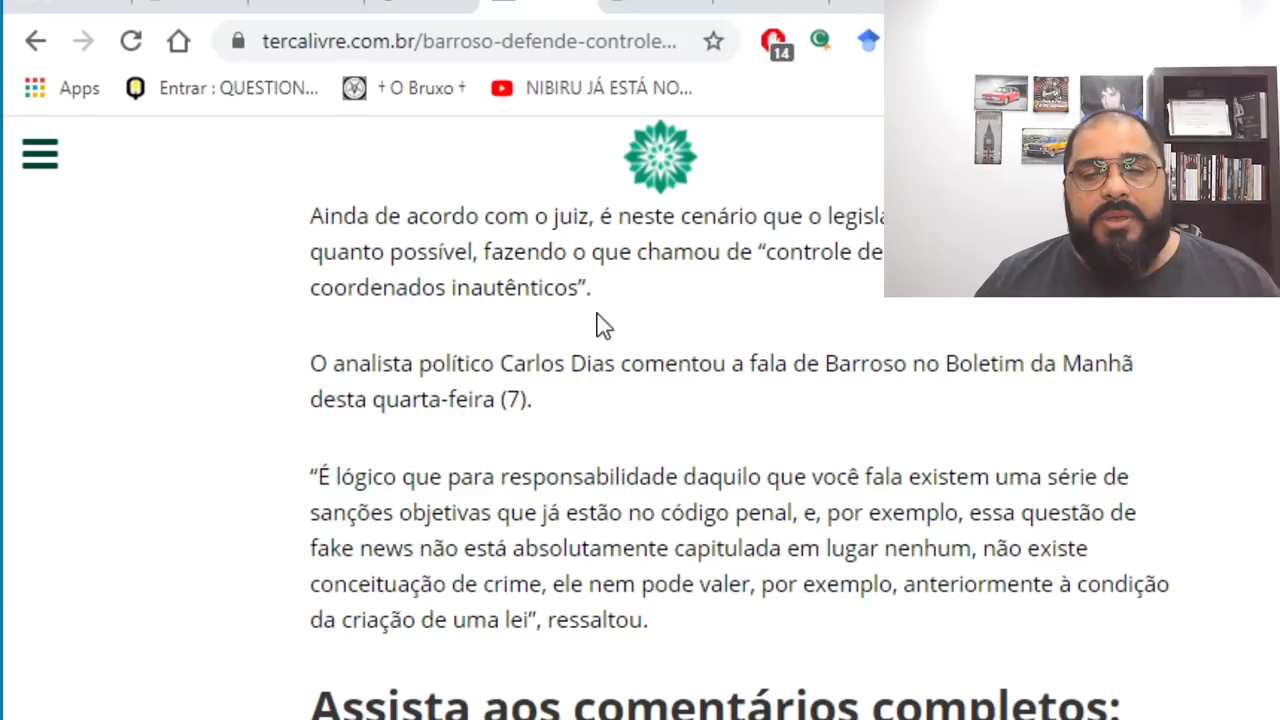 tercalivre.com.br/barroso-defende-controle...
14
Apps
Entrar : QUESTION...
† O Bruxo †
NIBIRU JÁ ESTÁ NO...
Ainda de acordo com o juiz, é neste cenário que o
quanto possível, fazendo o que chamou de “controle de
coordenados inautênticos”.
O analista político Carlos Dias comentou a fala de Barroso no Boletim da Manhã
desta quarta-feira (7).
“É lógico que para responsabilidade daquilo que você fala existem uma série de
sanções objetivas que já estão no código penal, e, por exemplo, essa questão de
fake news não está absolutamente capitulada em lugar nenhum, não existe
conceituação de crime, ele nem pode valer, por exemplo, anteriormente à condição
da criação de uma lei”, ressaltou.
Assista aos comentários completos: